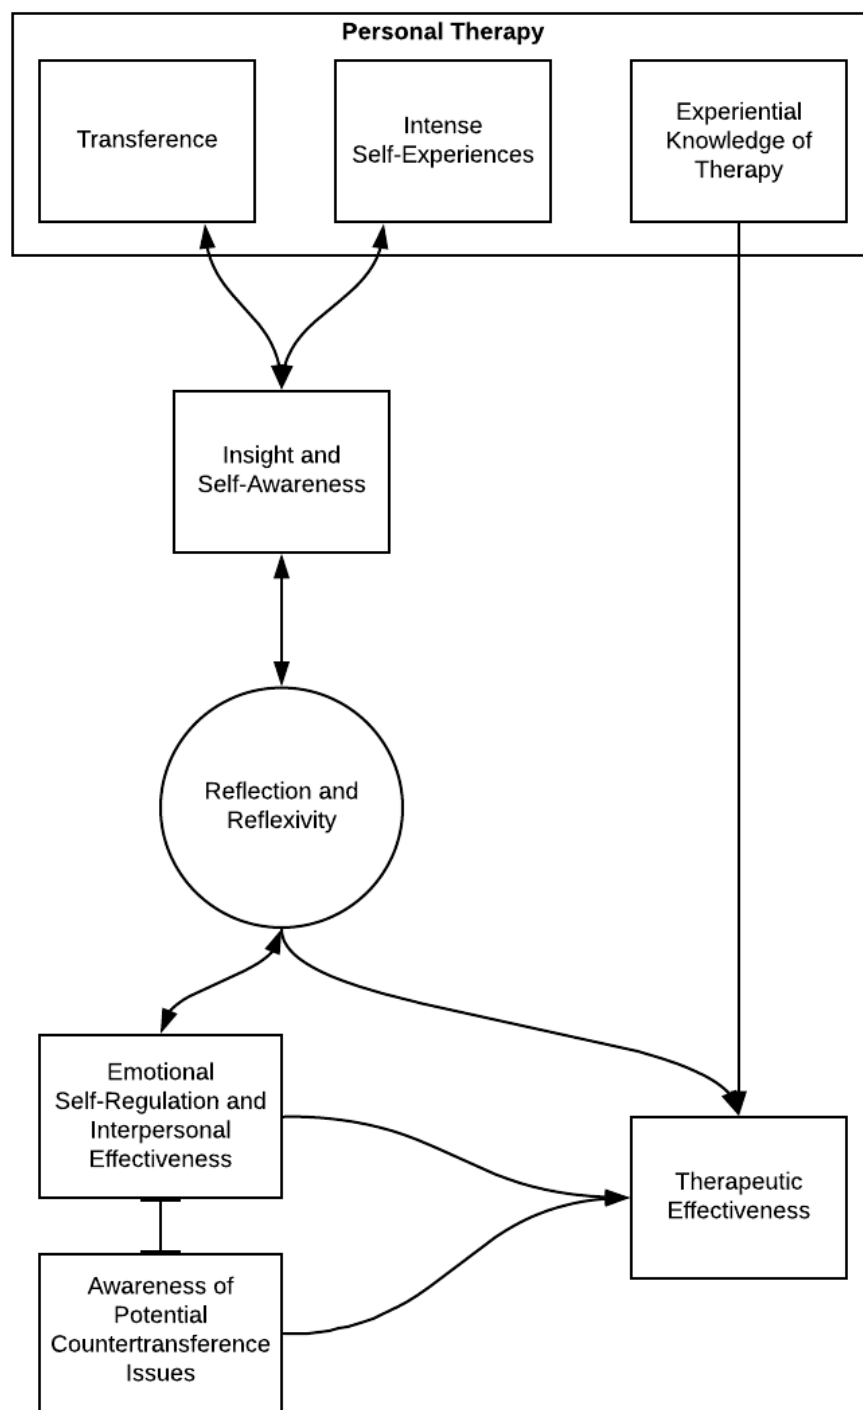 Personal Therapy
Transference
Intense
Self-Experiences
Experiential
Knowledge of
Therapy
Insight and
Self-Awareness
Reflection and
Reflexivity
Emotional
Self-Regulation and
Interpersonal
Effectiveness
Therapeutic
Effectiveness
Awareness of
Potential
Countertransference
Issues